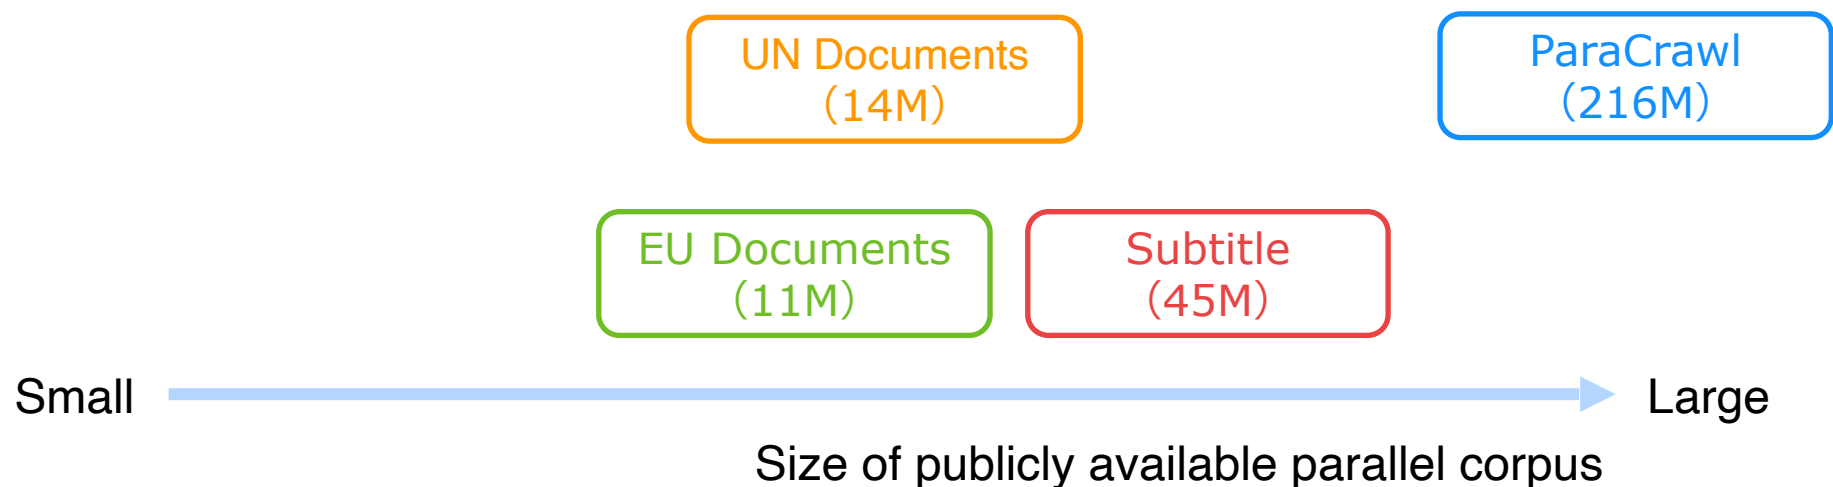 UN Documents
（14M）
ParaCrawl
（216M）
EU Documents
（11M）
Subtitle
（45M）
Small
Large
Size of publicly available parallel corpus